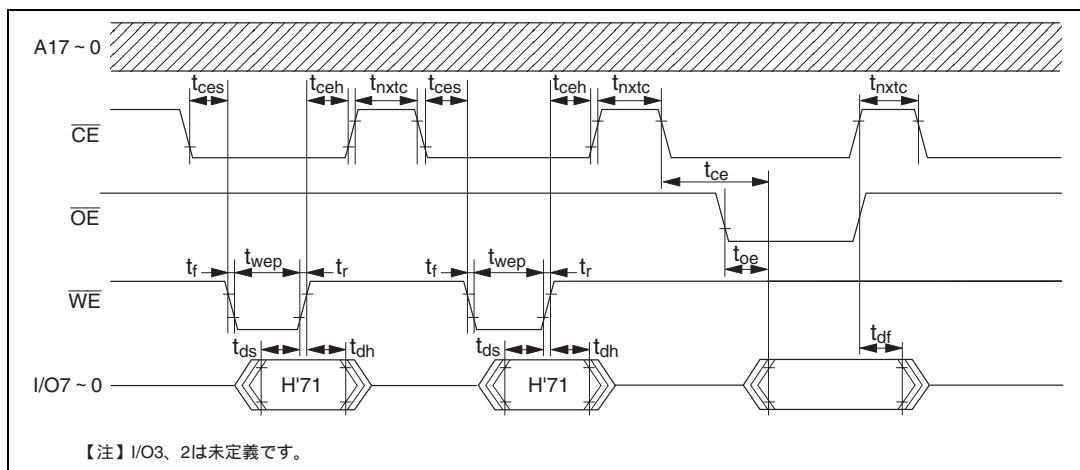 A17～0
tces tceh tnxtc tces tceh tnxtc tnxtc
CE
tce
OE
toe
tf twep tr tf twep tr
WE
tds tdh tds tdh tdf
I/O7～0 H'71 H'71
【注】I/O3、2は未定義です。